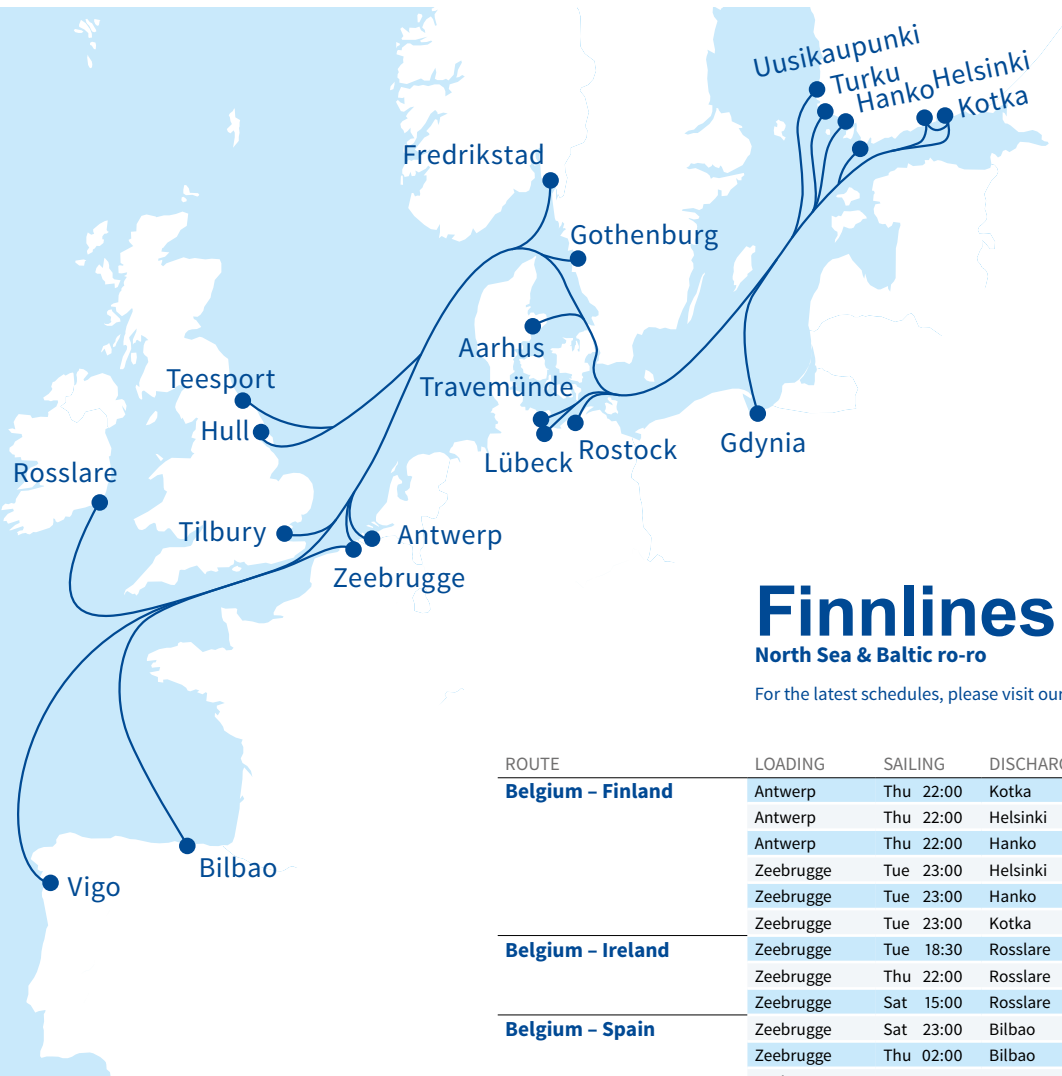 Uusikaupunki
Turku
Hanko
Helsinki
Kotka
Fredrikstad
Gothenburg
Aarhus
Travemünde
Teesport
Hull
Lübeck
Rostock
Gdynia
Rosslare
Tilbury
Antwerp
Zeebrugge
Bilbao
Vigo
Finnlines
North Sea & Baltic ro-ro
For the latest schedules, please visit our
ROUTE LOADING SAILING DISCHARG
Belgium – Finland Antwerp Thu 22:00 Kotka
Antwerp Thu 22:00 Helsinki
Antwerp Thu 22:00 Hanko
Zeebrugge Tue 23:00 Helsinki
Zeebrugge Tue 23:00 Hanko
Zeebrugge Tue 23:00 Kotka
Belgium – Ireland Zeebrugge Tue 18:30 Rosslare
Zeebrugge Thu 22:00 Rosslare
Zeebrugge Sat 15:00 Rosslare
Belgium – Spain Zeebrugge Sat 23:00 Bilbao
Zeebrugge Thu 02:00 Bilbao